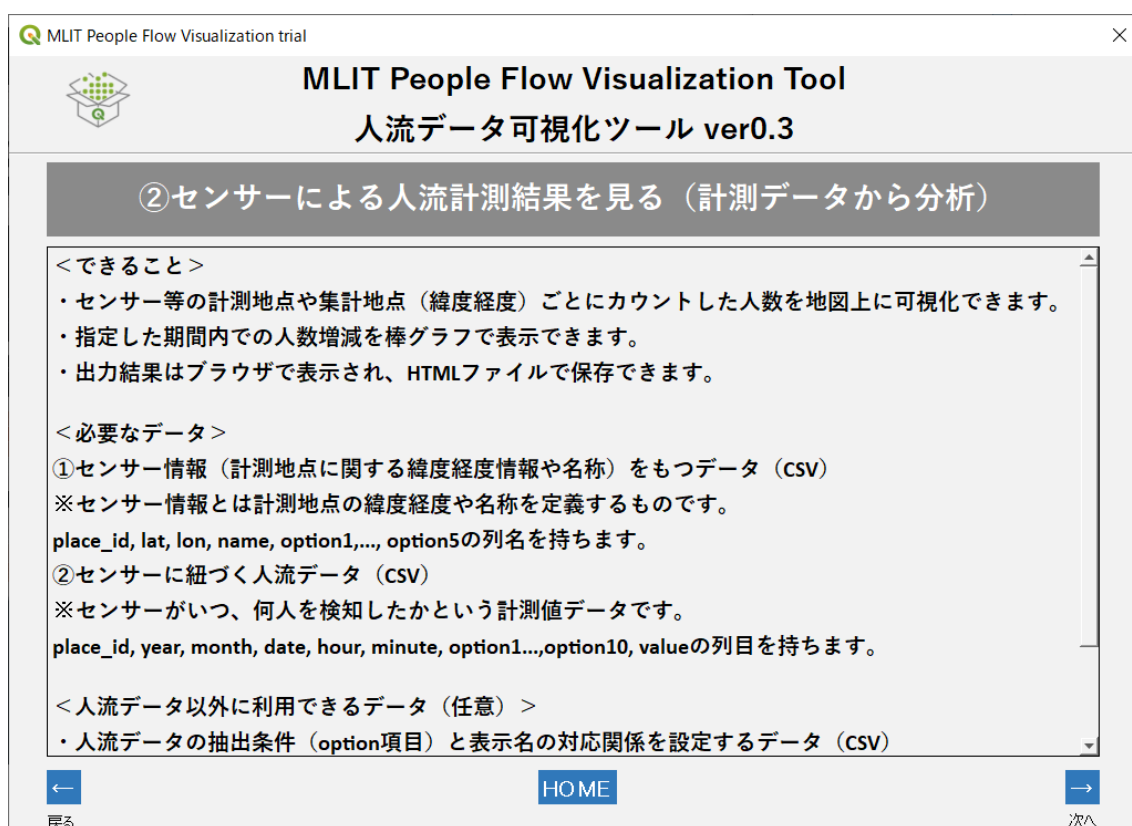 MLIT People Flow Visualization trial
MLIT People Flow Visualization Tool
人流データ可視化ツール ver0.3
②センサーによる人流計測結果を見る（計測データから分析）
＜できること＞
・センサー等の計測地点や集計地点（緯度経度）ごとにカウントした人数を地図上に可視化できます。
・指定した期間内での人数増減を棒グラフで表示できます。
・出力結果はブラウザで表示され、HTMLファイルで保存できます。
＜必要なデータ＞
①センサー情報（計測地点に関する緯度経度情報や名称）をもつデータ（CSV）
※センサー情報とは計測地点の緯度経度や名称を定義するものです。
place_id, lat, lon, name, option1,..., option5の列名を持ちます。
②センサーに紐づく人流データ（CSV）
※センサーがいつ、何人を検知したかという計測値データです。
place_id, year, month, date, hour, minute, option1...,option10, valueの列目を持ちます。
＜人流データ以外に利用できるデータ（任意）＞
・人流データの抽出条件（option項目）と表示名の対応関係を設定するデータ（CSV）
← HOME →
戻る 次へ